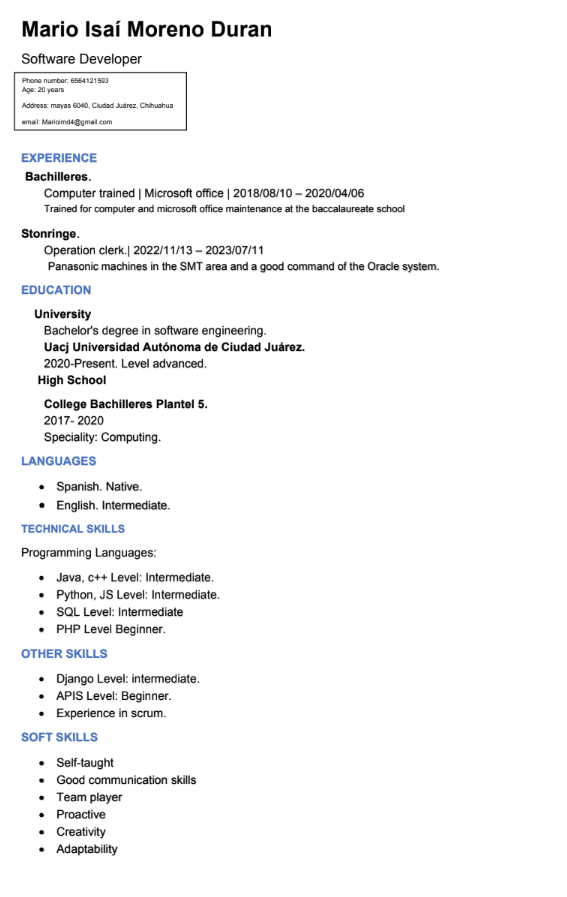 Mario Isaí Moreno Duran
Software Developer
Phone number: 6564121593
Age: 20 years
Address: mayas 6040, Ciudad Juárez, Chihuahua
email: Marioimd4@gmail.com
EXPERIENCE
Bachilleres.
Computer trained | Microsoft office | 2018/08/10 – 2020/04/06
Trained for computer and microsoft office maintenance at the baccalaureate school
Stonringe.
Operation clerk.| 2022/11/13 – 2023/07/11
Panasonic machines in the SMT area and a good command of the Oracle system.
EDUCATION
University
Bachelor's degree in software engineering.
Uacj Universidad Autónoma de Ciudad Juárez.
2020-Present. Level advanced.
High School
College Bachilleres Plantel 5.
2017- 2020
Speciality: Computing.
LANGUAGES
• Spanish. Native.
• English. Intermediate.
TECHNICAL SKILLS
Programming Languages:
• Java, c++ Level: Intermediate.
• Python, JS Level: Intermediate.
• SQL Level: Intermediate
• PHP Level Beginner.
OTHER SKILLS
• Django Level: intermediate.
• APIS Level: Beginner.
• Experience in scrum.
SOFT SKILLS
• Self-taught
• Good communication skills
• Team player
• Proactive
• Creativity
• Adaptability